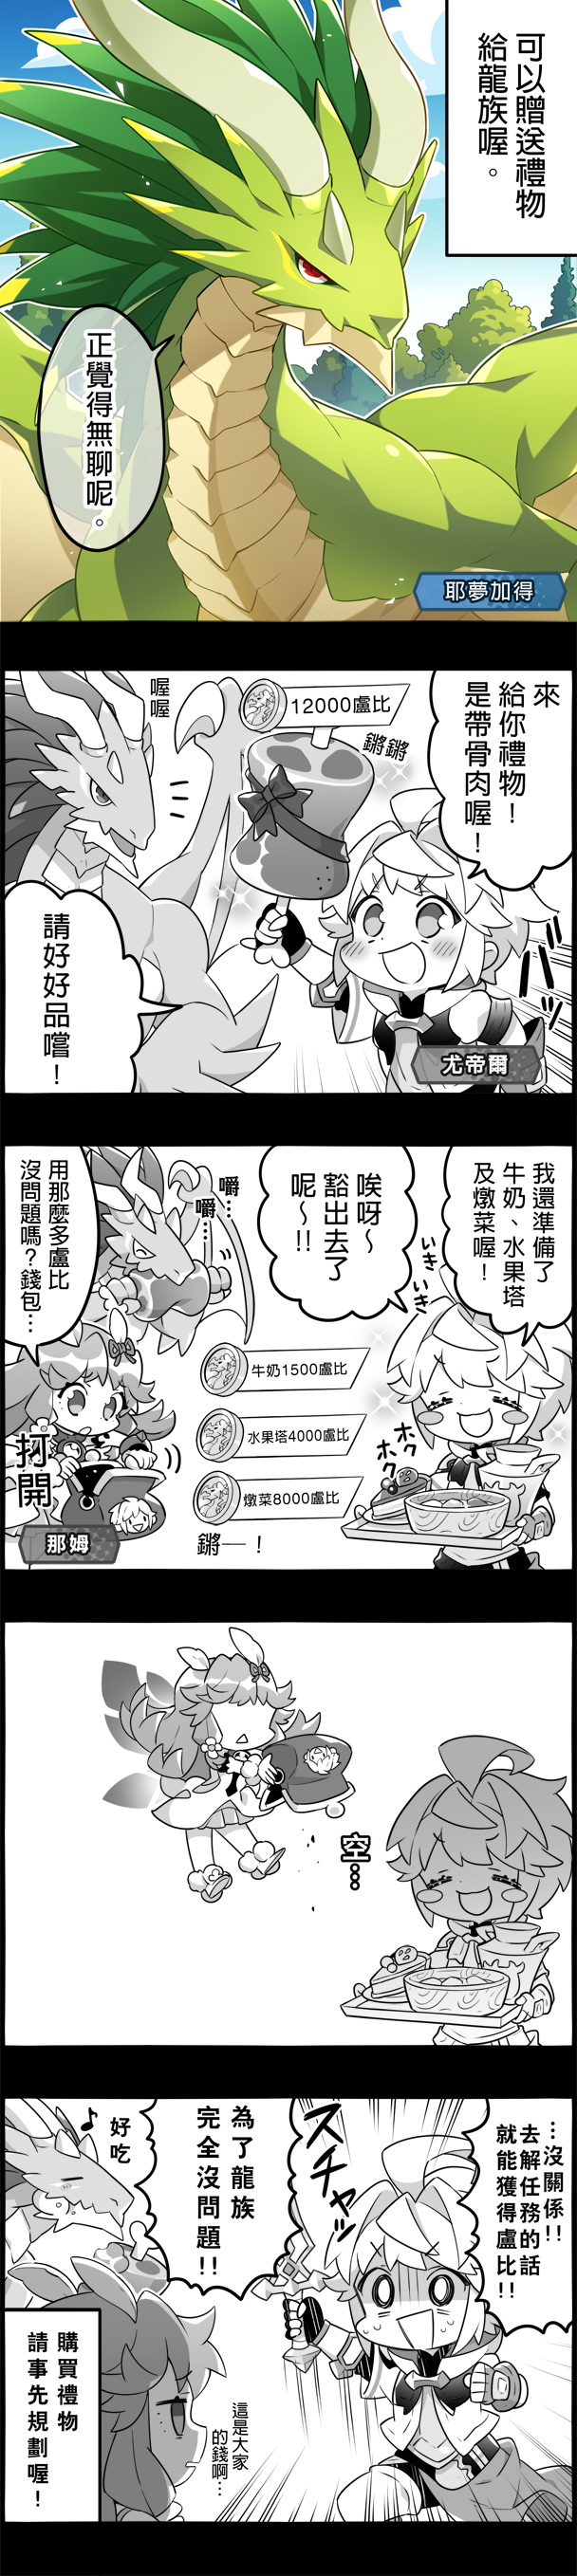 可以贈送禮物
給龍族喔。
正覺得無聊呢。
耶夢加得
來
給你禮物！
是帶骨肉喔！
12000盧比
鏘鏘
喔喔
請好好品嚐！
尤帝爾
我還準備了
牛奶、水果塔
及燉菜喔！
いき
いき
唉呀～
豁出去了
呢～!!
嚼…
嚼…
用那麼多盧比
沒問題嗎？錢包…
牛奶1500盧比
水果塔4000盧比
燉菜8000盧比
鏘─！
ホク
ホク
打開
那姆
空…
…沒關係!!
去解任務的話
就能獲得盧比!!
スチャッ
為了龍族
完全沒問題!!
好吃
♪
這是大家
的錢啊…
購買禮物
請事先規劃喔！